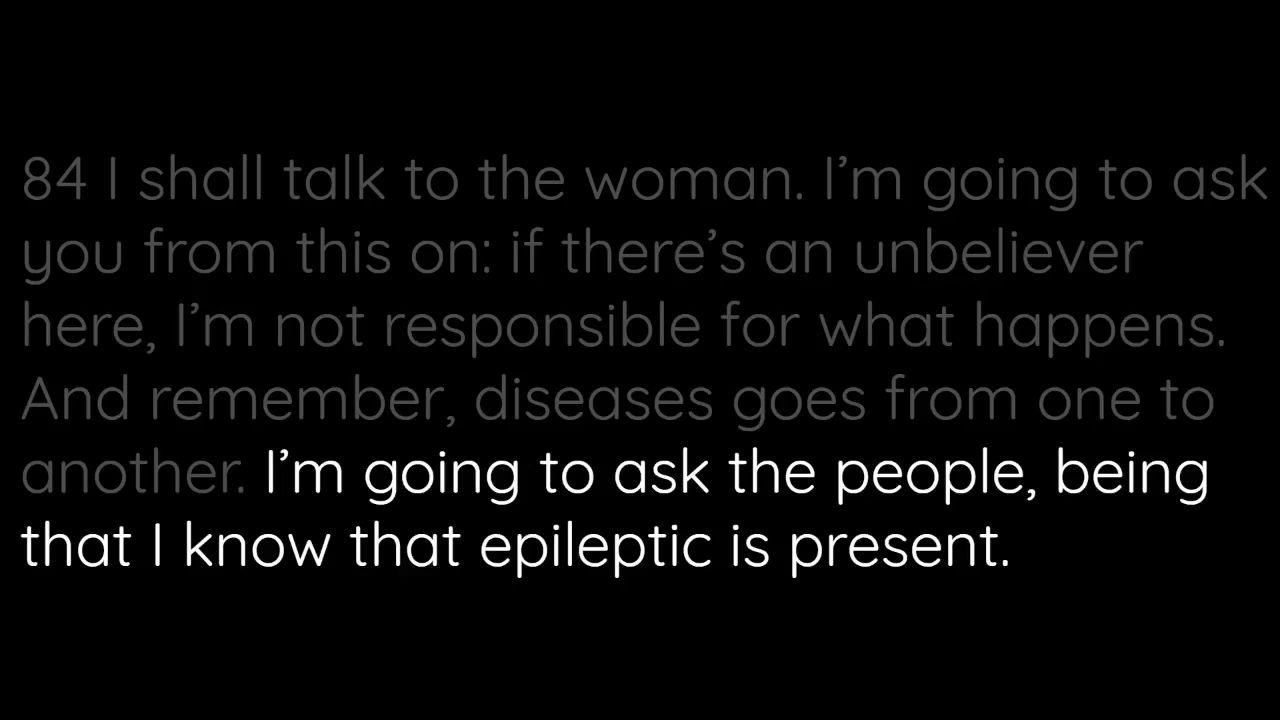 84 I shall talk to the woman. I’m going to ask
you from this on: if there’s an unbeliever
here, I’m not responsible for what happens.
And remember, diseases goes from one to
another. I’m going to ask the people, being
that I know that epileptic is present.